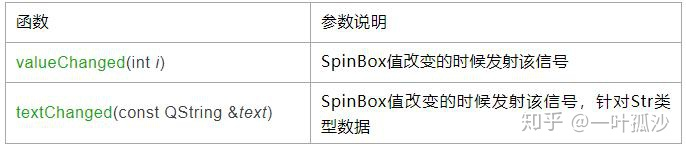 函数 参数说明
valueChanged(int i) SpinBox值改变的时候发射该信号
textChanged(const QString &text) SpinBox值改变的时候发射该信号，针对Str类
型数据
知乎 @一叶孤沙